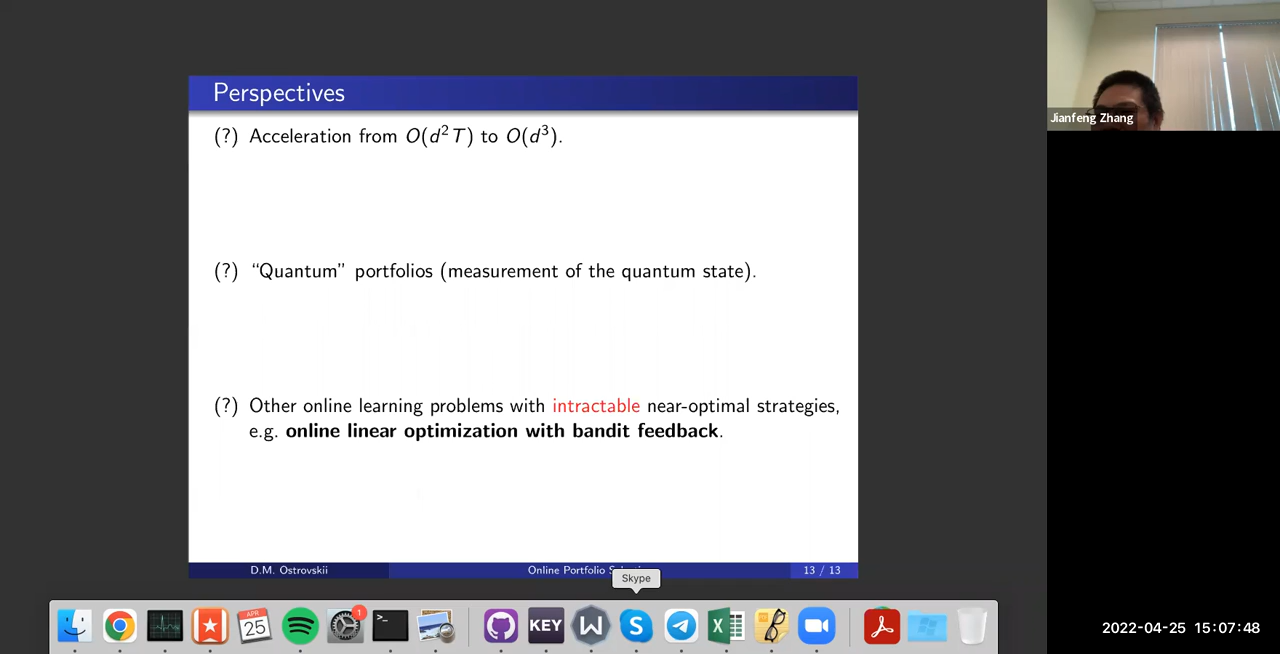 Perspectives
(?) Acceleration from O(d²T) to O(d³).
(?) “Quantum” portfolios (measurement of the quantum state).
(?) Other online learning problems with intractable near-optimal strategies,
e.g. online linear optimization with bandit feedback.
D.M. Ostrovskii
Online Portfolio
13 / 13
Skype
Jianfeng Zhang
APR
25
1
KEY
2022-04-25 15:07:48